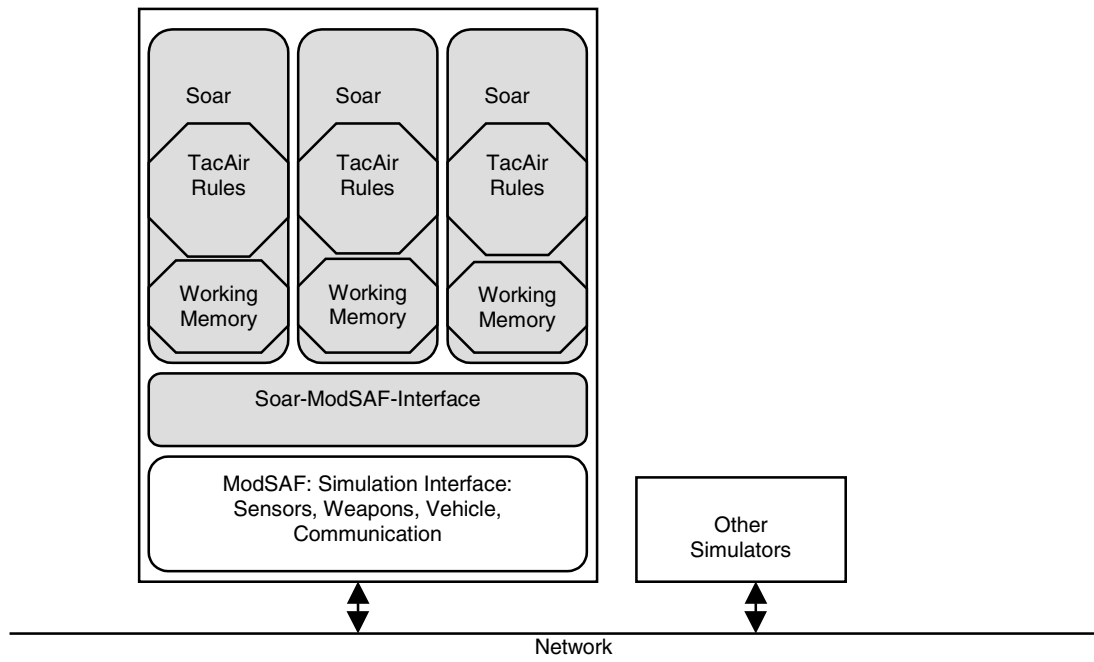 Soar
Soar
Soar
TacAir
Rules
TacAir
Rules
TacAir
Rules
Working
Memory
Working
Memory
Working
Memory
Soar-ModSAF-Interface
ModSAF: Simulation Interface:
Sensors, Weapons, Vehicle,
Communication
Other
Simulators
Network